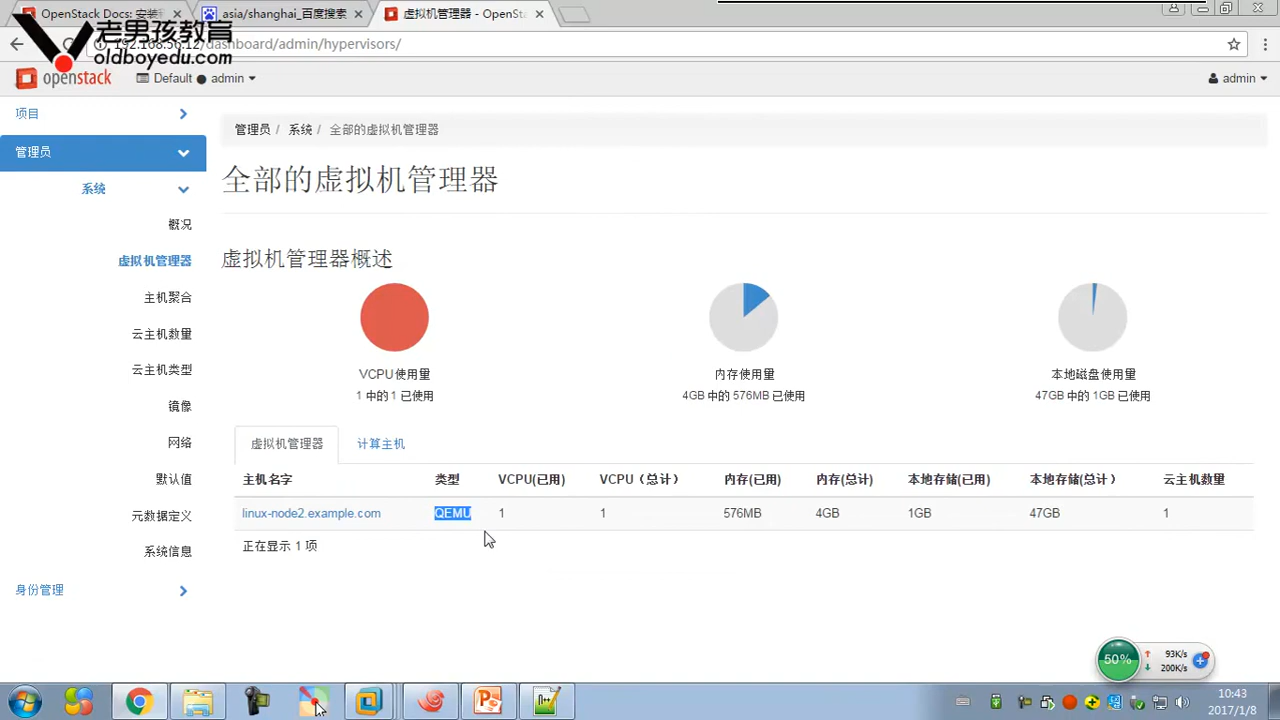 OpenStack Docs: 安装
asia/shanghai_百度搜索
虚拟机管理器 - OpenSta
老男孩教育
oldboyedu.com
192.168.56.12/dashboard/admin/hypervisors/
openstack
Default ● admin
admin
项目
管理员
系统
概况
虚拟机管理器
主机聚合
云主机数量
云主机类型
镜像
网络
默认值
元数据定义
系统信息
身份管理
管理员 / 系统 / 全部的虚拟机管理器
全部的虚拟机管理器
虚拟机管理器概述
VCPU使用量
1 中的 1 已使用
内存使用量
4GB 中的 576MB 已使用
本地磁盘使用量
47GB 中的 1GB 已使用
虚拟机管理器 计算主机
主机名字 类型 VCPU(已用) VCPU(总计) 内存(已用) 内存(总计) 本地存储(已用) 本地存储(总计) 云主机数量
linux-node2.example.com QEMU 1 1 576MB 4GB 1GB 47GB 1
正在显示 1 项
50%
93K/s
200K/s
10:43
2017/1/8